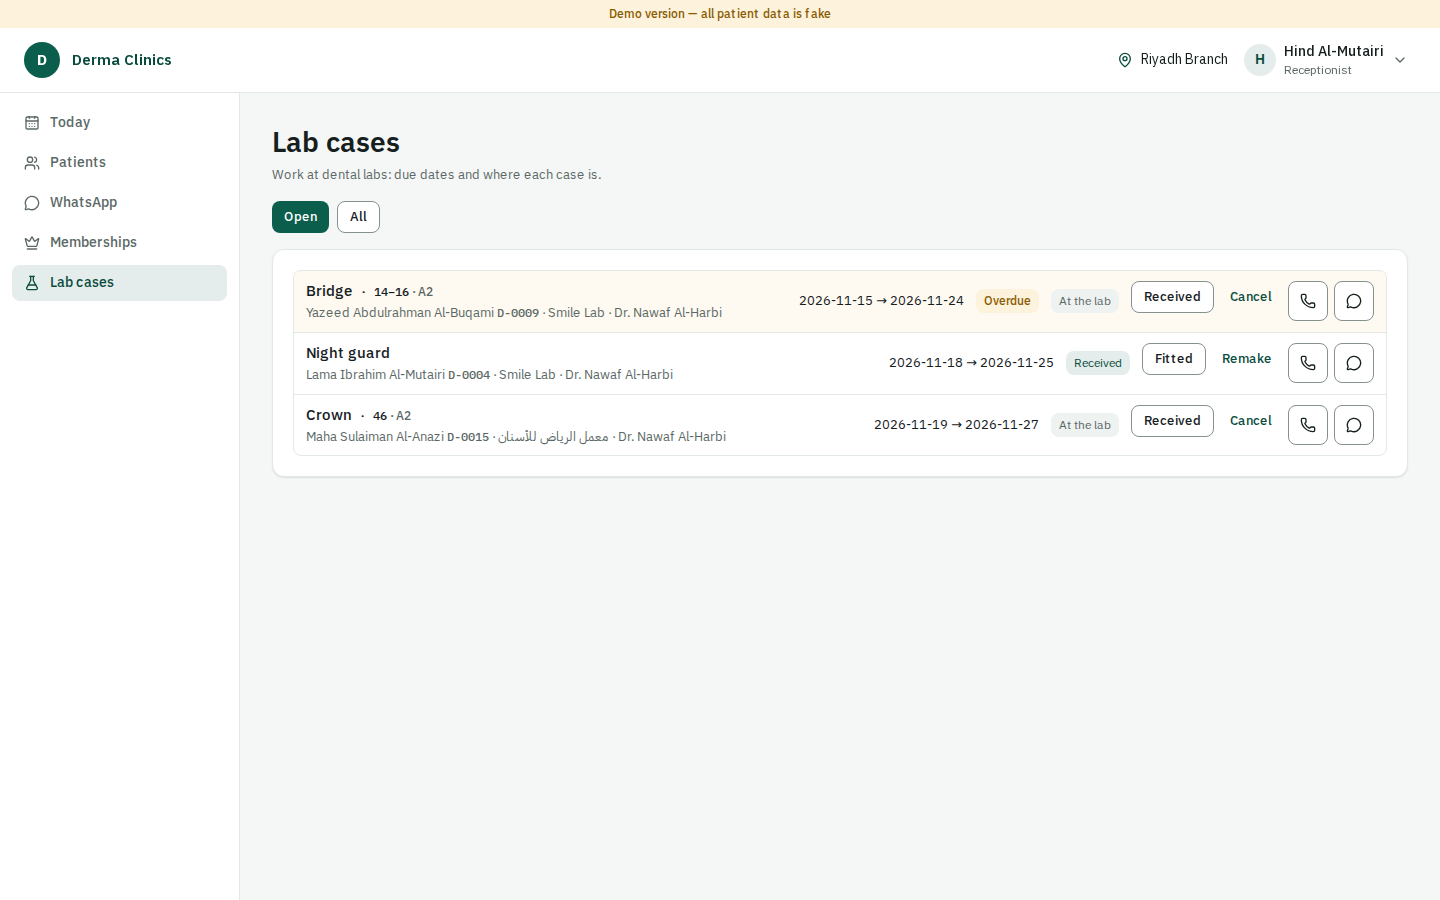 Demo version — all patient data is fake
D
Derma Clinics
Riyadh Branch
H
Hind Al-Mutairi
Receptionist
Today
Patients
WhatsApp
Memberships
Lab cases
Lab cases
Work at dental labs: due dates and where each case is.
Open
All
Bridge · 14–16 · A2
Yazeed Abdulrahman Al-Buqami D-0009 · Smile Lab · Dr. Nawaf Al-Harbi
2026-11-15 → 2026-11-24
Overdue
At the lab
Received
Cancel
Night guard
Lama Ibrahim Al-Mutairi D-0004 · Smile Lab · Dr. Nawaf Al-Harbi
2026-11-18 → 2026-11-25
Received
Fitted
Remake
Crown · 46 · A2
Maha Sulaiman Al-Anazi D-0015 · معمل الرياض للأسنان · Dr. Nawaf Al-Harbi
2026-11-19 → 2026-11-27
At the lab
Received
Cancel